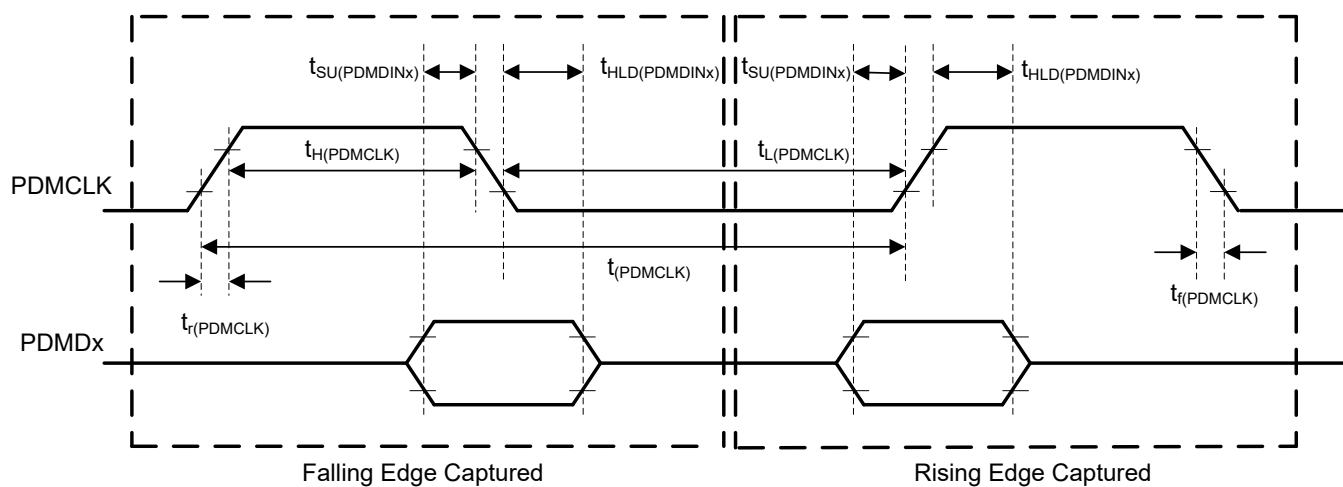 tSU(PDMDINx)
tHLD(PDMDINx)
tSU(PDMDINx)
tHLD(PDMDINx)
tH(PDMCLK)
tL(PDMCLK)
PDMCLK
t(PDMCLK)
tr(PDMCLK)
tf(PDMCLK)
PDMDx
Falling Edge Captured
Rising Edge Captured